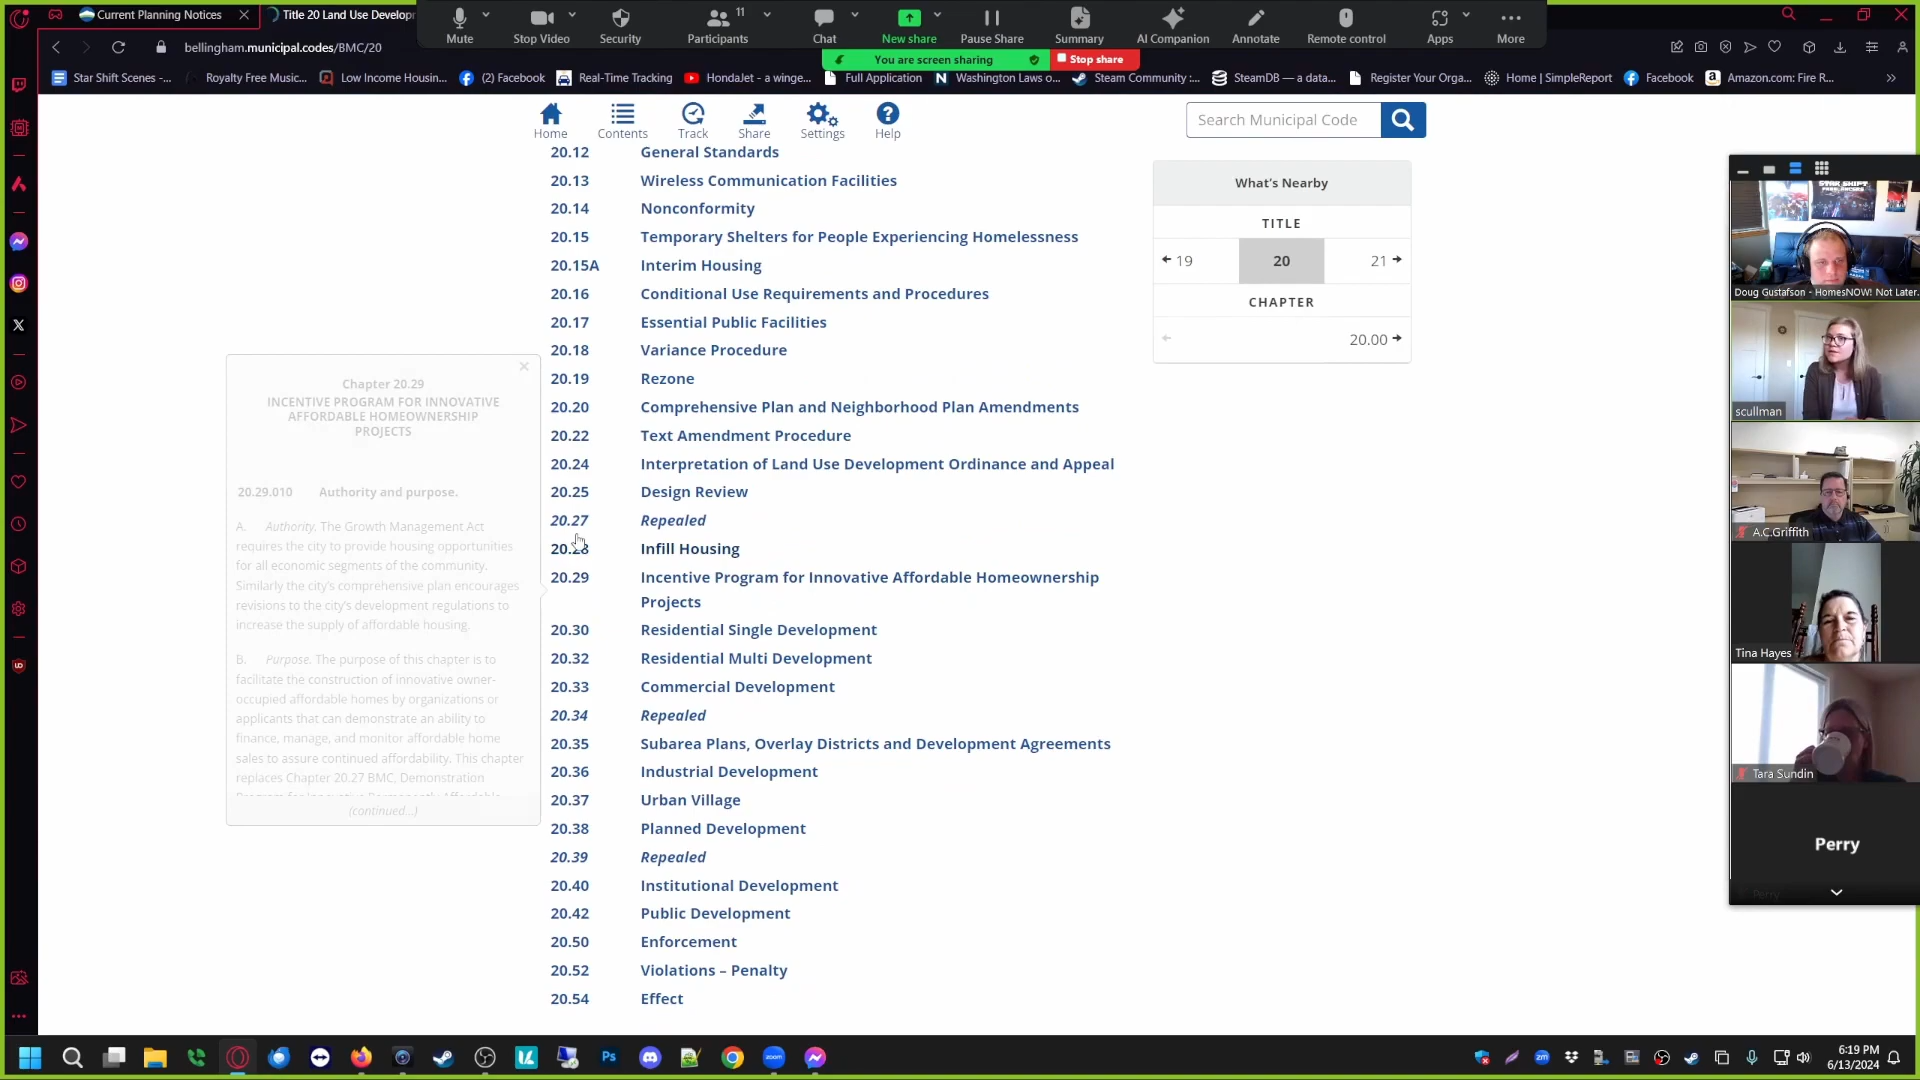 Current Planning Notices
Title 20 Land Use Develop
Mute
Stop Video
Security
Participants
11
Chat
New share
Pause Share
Summary
AI Companion
Annotate
Remote control
Apps
More
bellingham.municipal.codes/BMC/20
You are screen sharing
Stop share
Star Shift Scenes -...
Royalty Free Music...
Low Income Housin...
(2) Facebook
Real-Time Tracking
HondaJet - a winge...
Full Application
Washington Laws o...
Steam Community :...
SteamDB — a data...
Register Your Orga...
Home | SimpleReport
Facebook
Amazon.com: Fire R...
Home
Contents
Track
Share
Settings
Help
Search Municipal Code
20.12 General Standards
20.13 Wireless Communication Facilities
20.14 Nonconformity
20.15 Temporary Shelters for People Experiencing Homelessness
20.15A Interim Housing
20.16 Conditional Use Requirements and Procedures
20.17 Essential Public Facilities
20.18 Variance Procedure
20.19 Rezone
20.20 Comprehensive Plan and Neighborhood Plan Amendments
20.22 Text Amendment Procedure
20.24 Interpretation of Land Use Development Ordinance and Appeal
20.25 Design Review
20.27 Repealed
20.28 Infill Housing
20.29 Incentive Program for Innovative Affordable Homeownership
Projects
20.30 Residential Single Development
20.32 Residential Multi Development
20.33 Commercial Development
20.34 Repealed
20.35 Subarea Plans, Overlay Districts and Development Agreements
20.36 Industrial Development
20.37 Urban Village
20.38 Planned Development
20.39 Repealed
20.40 Institutional Development
20.42 Public Development
20.50 Enforcement
20.52 Violations – Penalty
20.54 Effect
What's Nearby
TITLE
19
20
21
CHAPTER
20.00
Chapter 20.29
INCENTIVE PROGRAM FOR INNOVATIVE
AFFORDABLE HOMEOWNERSHIP
PROJECTS
20.29.010 Authority and purpose.
A. Authority. The Growth Management Act
requires the city to provide housing opportunities
for all economic segments of the community.
Similarly the city's comprehensive plan encourages
revisions to the city's development regulations to
increase the supply of affordable housing.
B. Purpose. The purpose of this chapter is to
facilitate the construction of innovative owner-
occupied affordable homes by organizations or
applicants that can demonstrate an ability to
finance, manage, and monitor affordable home
sales to assure continued affordability. This chapter
replaces Chapter 20.27 BMC, Demonstration
Program for Innovative Permanently Affordable
(continued...)
STAR SHIFT
Doug Gustafson - HomesNOW! Not Later.
scullman
A.C.Griffith
Tina Hayes
Tara Sundin
Perry
Perry
6:19 PM
6/13/2024